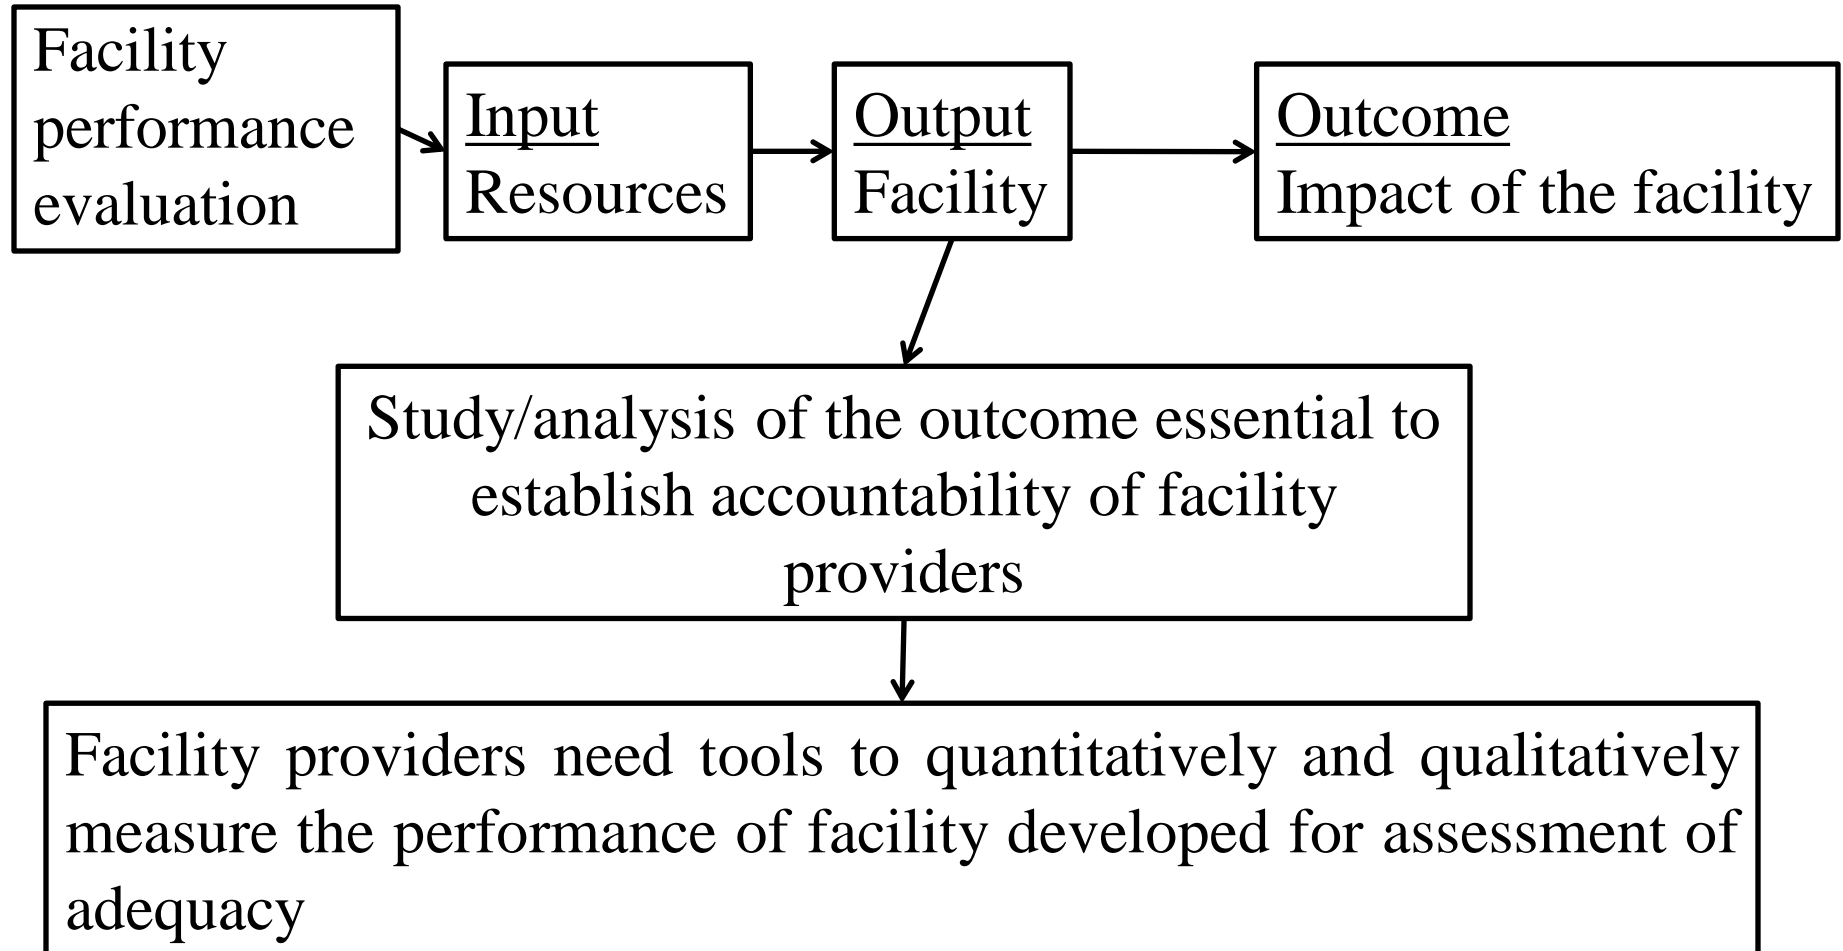 Facility
performance
evaluation
Input
Resources
Output
Facility
Outcome
Impact of the facility
Study/analysis of the outcome essential to
establish accountability of facility
providers
Facility providers need tools to quantitatively and qualitatively
measure the performance of facility developed for assessment of
adequacy